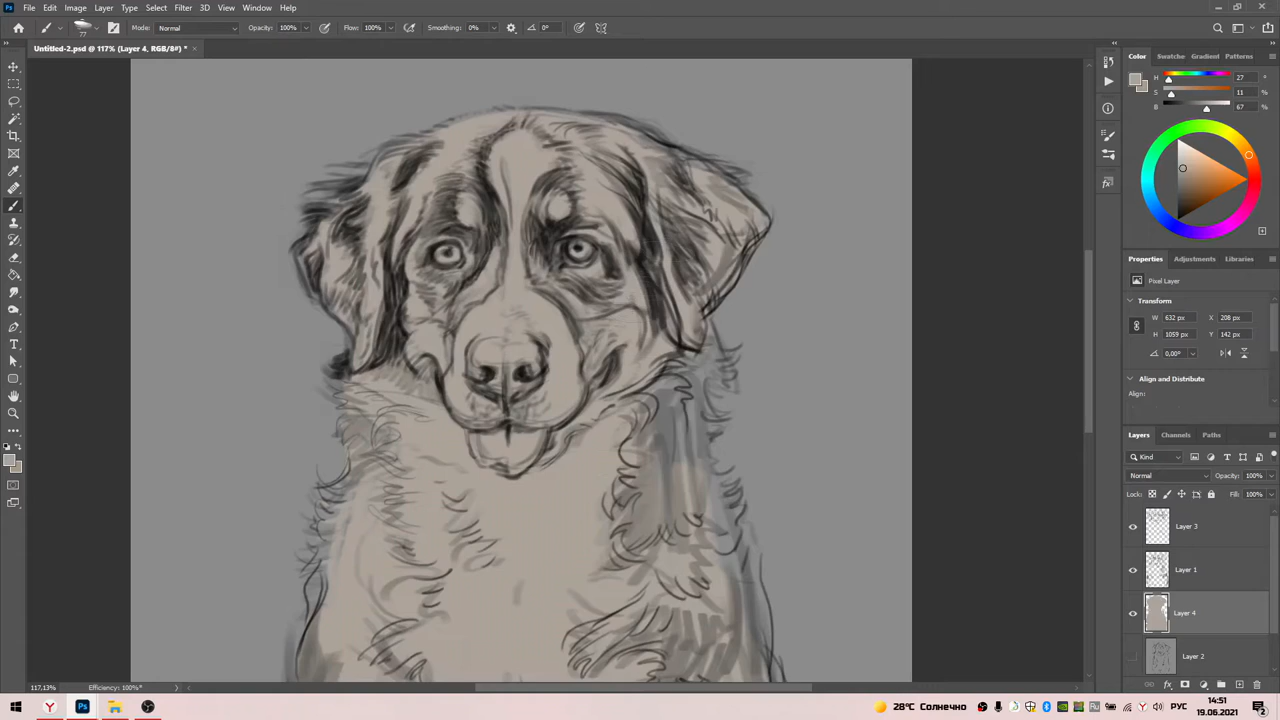 File Edit Image Layer Type Select Filter 3D View Window Help
77 Mode: Normal Opacity: 100% Flow: 100% Smoothing: 0% 0°
Untitled-2.psd @ 117% (Layer 4, RGB/8#) *
Color Swatche Gradient Patterns
H 27 °
S 11 %
B 67 %
Properties Adjustments Libraries
Pixel Layer
Transform
W 632 px X 208 px
H 1059 px Y 142 px
0,00°
Align and Distribute
Align:
Layers Channels Paths
Kind
Normal Opacity: 100%
Lock: Fill: 100%
Layer 3
Layer 1
Layer 4
Layer 2
117,13% Efficiency: 100%*
28°C Солнечно РУС 14:51 19.06.2021